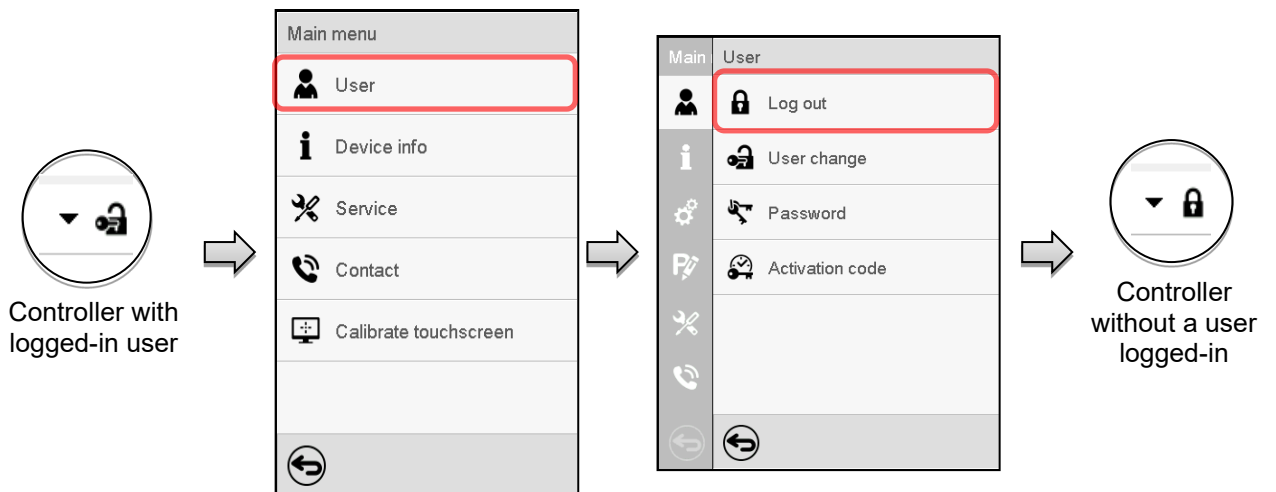 Controller with
logged-in user
Main menu
User
Device info
Service
Contact
Calibrate touchscreen
Main
User
Log out
User change
Password
Activation code
Controller
without a user
logged-in